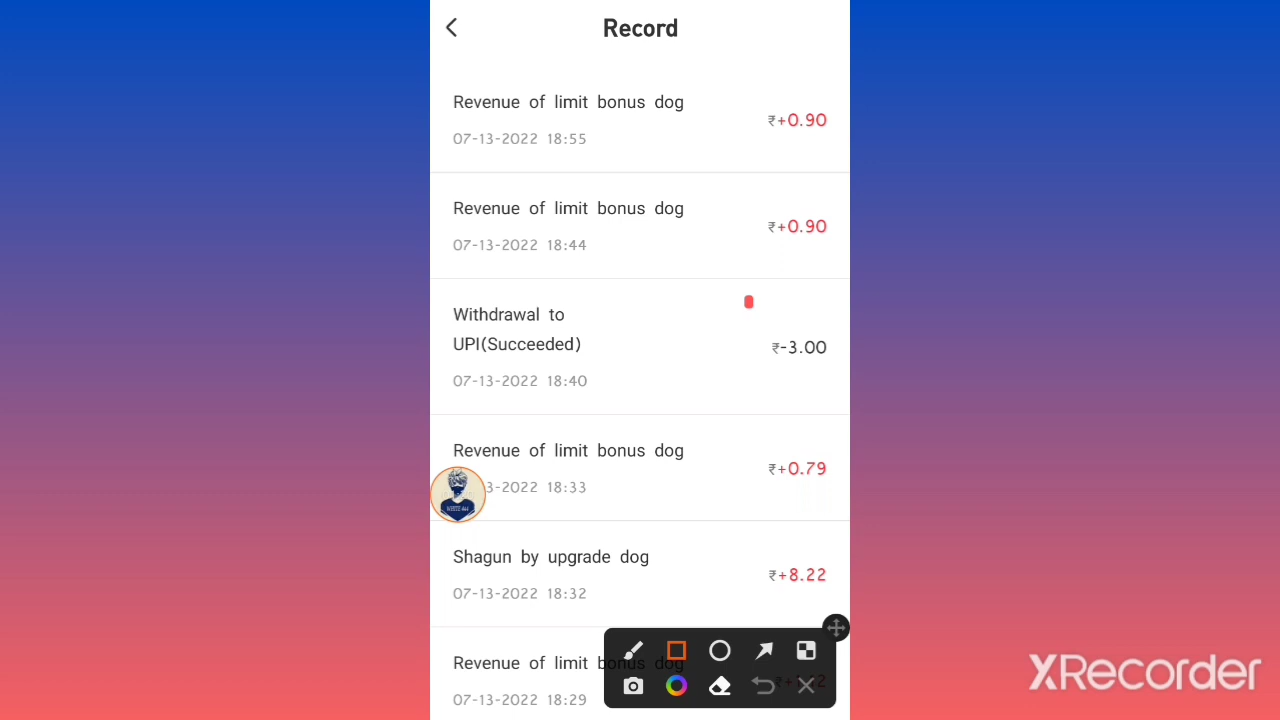 Record
Revenue of limit bonus dog
₹+0.90
07-13-2022 18:55
Revenue of limit bonus dog
₹+0.90
07-13-2022 18:44
Withdrawal to
UPI(Succeeded)
₹-3.00
07-13-2022 18:40
Revenue of limit bonus dog
₹+0.79
3-2022 18:33
Shagun by upgrade dog
₹+8.22
07-13-2022 18:32
Revenue of limit bonus dog
07-13-2022 18:29
XRecorder